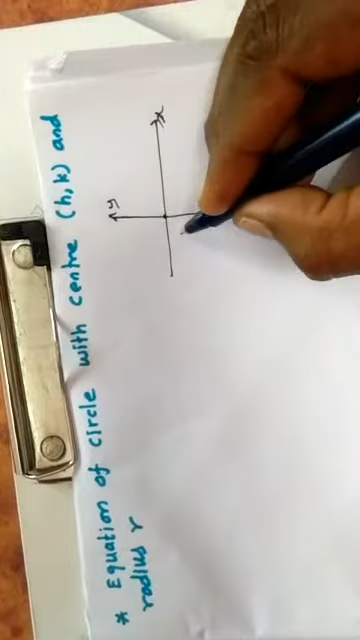 * Equation of circle with centre (h,k) and
radius r
y
x